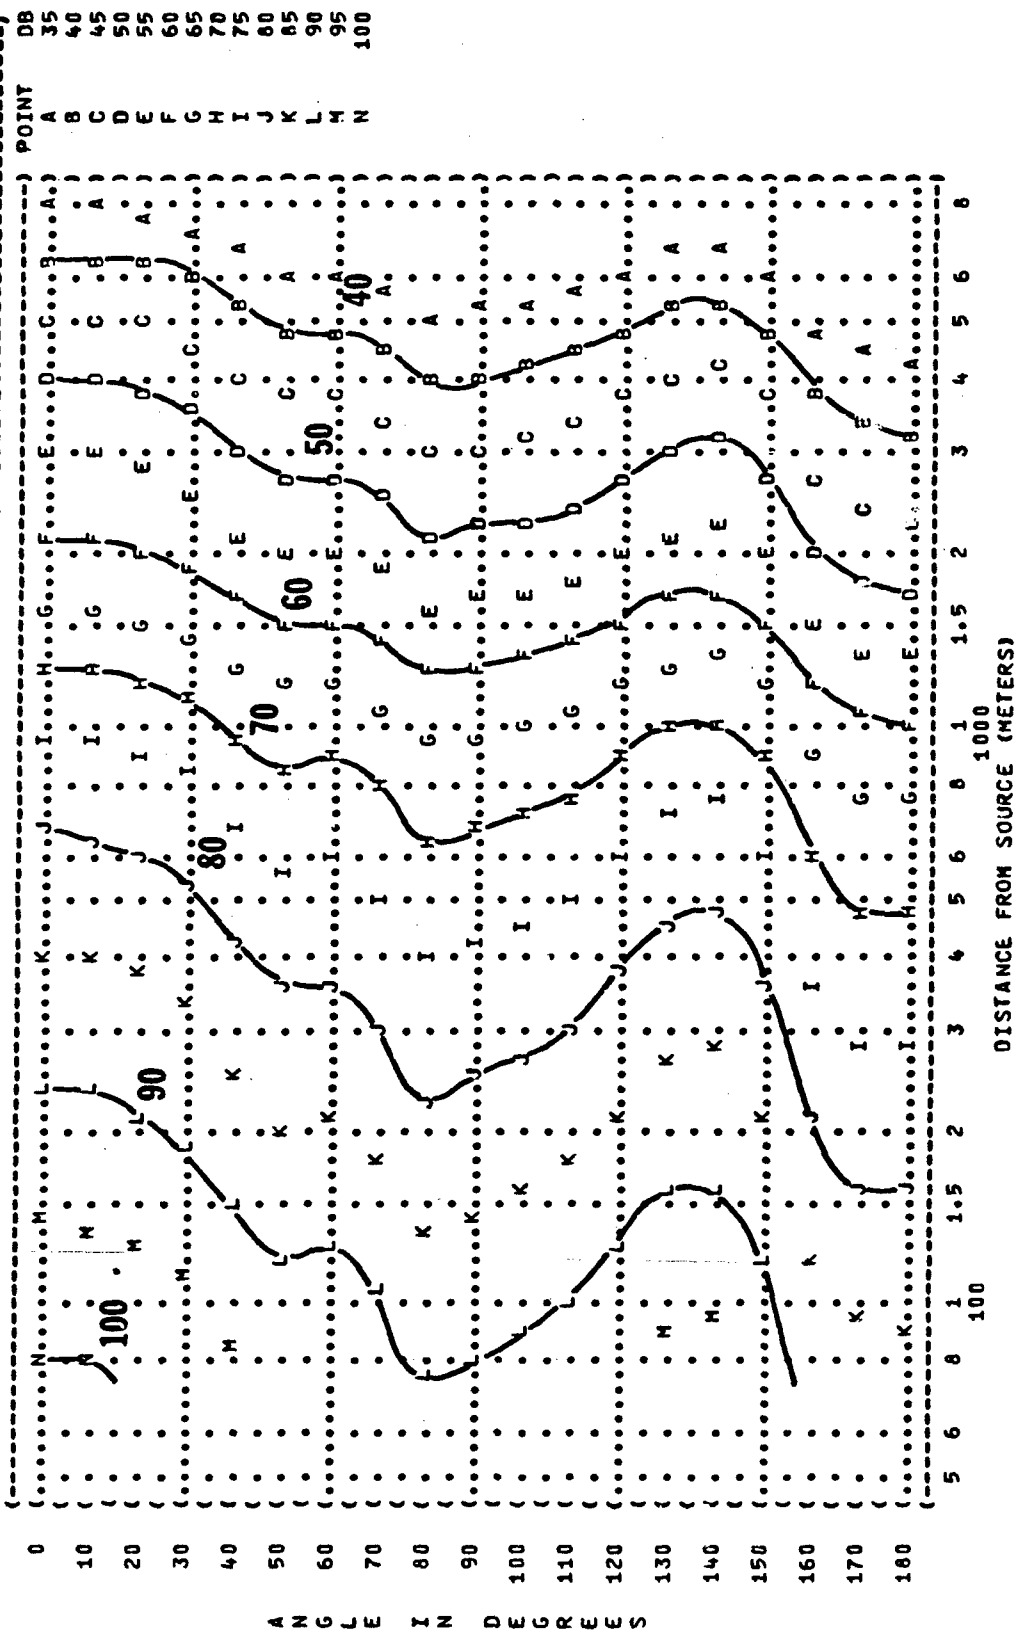 POINT DB
0 N M L K J I H G F E D C B A A 35
B 40
10 N M L K J I H G F E D C B A C 45
100 D 50
20 M L K J I H G F E D C B A E 55
90 F 60
30 M L K J I H G F E D C B A G 65
80 H 70
40 M L K J I H G F E D C B A I 75
70 J 80
50 L K J I H G F E D C B A K 85
60 50 L 90
60 L K J I H G F E D C B A M 95
40 N 100
70 L K J I H G F E D C B A
80 L K J I H G F E D C B A
90 L K J I H G F E D C B A
100 L K J I H G F E D C B A
110 L K J I H G F E D C B A
120 L K J I H G F E D C B A
130 M L K J I H G F E D C B A
140 M L K J I H G F E D C B A
150 L K J I H G F E D C B A
160 K J I H G F E D C B A
170 K J I H G F E C A
180 K J I H G F E D B A
ANGLE IN DEGREES
5 6 8 1 1.5 2 3 4 5 6 8 1 1.5 2 3 4 5 6 8
100 1000
DISTANCE FROM SOURCE (METERS)